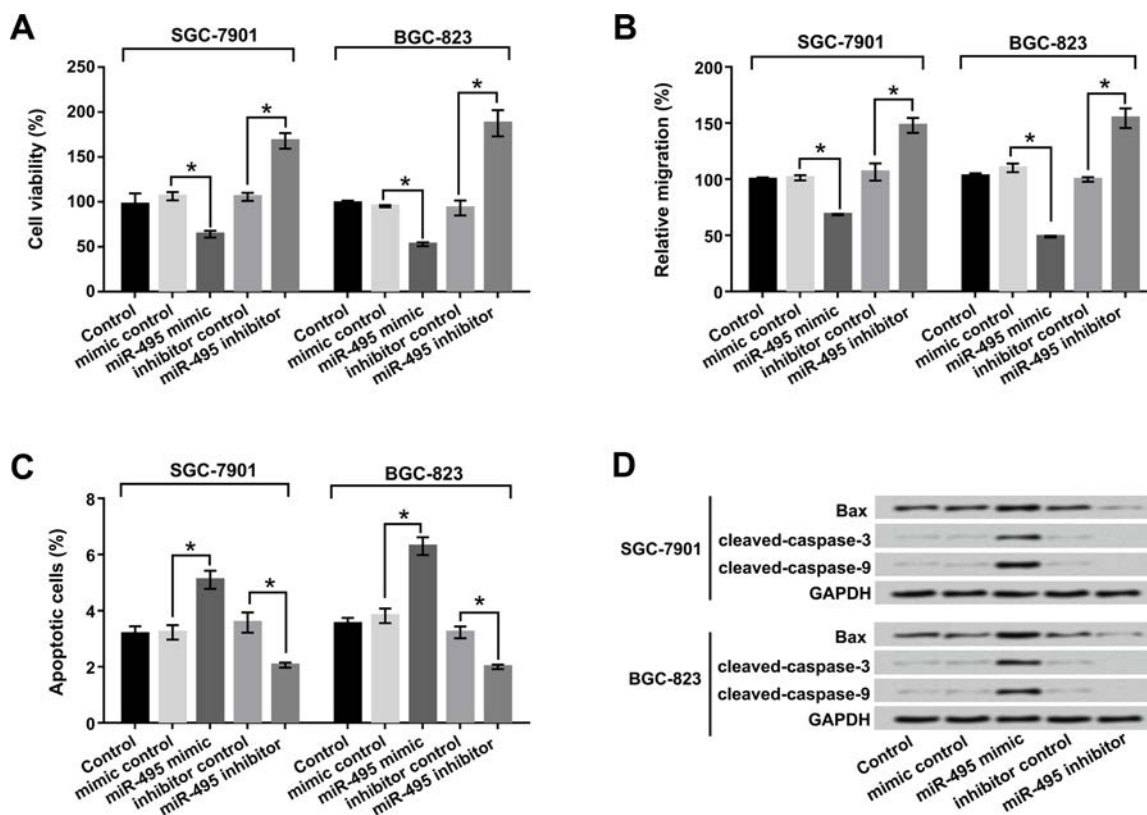 A
SGC-7901
BGC-823
Cell viability (%)
250
200
150
100
50
0
*
*
*
*
Control
mimic control
miR-495 mimic
inhibitor control
miR-495 inhibitor
Control
mimic control
miR-495 mimic
inhibitor control
miR-495 inhibitor
B
SGC-7901
BGC-823
Relative migration (%)
200
150
100
50
0
*
*
*
*
Control
mimic control
miR-495 mimic
inhibitor control
miR-495 inhibitor
Control
mimic control
miR-495 mimic
inhibitor control
miR-495 inhibitor
C
SGC-7901
BGC-823
Apoptotic cells (%)
8
6
4
2
0
*
*
*
*
Control
mimic control
miR-495 mimic
inhibitor control
miR-495 inhibitor
Control
mimic control
miR-495 mimic
inhibitor control
miR-495 inhibitor
D
SGC-7901
Bax
cleaved-caspase-3
cleaved-caspase-9
GAPDH
BGC-823
Bax
cleaved-caspase-3
cleaved-caspase-9
GAPDH
Control
mimic control
miR-495 mimic
inhibitor control
miR-495 inhibitor